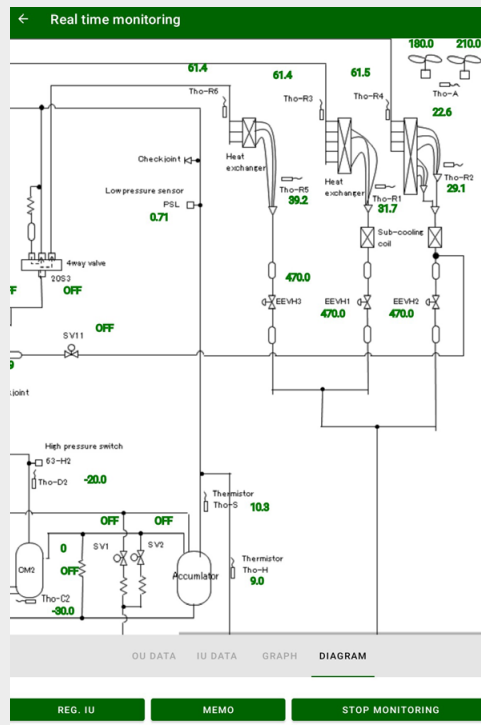 Real time monitoring
180.0 210.0
61.4 61.4 61.5
Tho-R6 Tho-R3 Tho-R4 Tho-A
22.6
Check joint
Heat
exchanger
Heat
exchanger
Tho-R5
39.2
Tho-R1
31.7
Tho-R2
29.1
Low pressure sensor
PSL
0.71
Sub-cooling
coil
4way valve
20S3
OFF
470.0
EEVH3
EEVH1
470.0
EEVH2
470.0
SV11
OFF
joint
High pressure switch
63-H2
Tho-D2
-20.0
Thermistor
Tho-S
10.3
OFF OFF
SV1 SV2
0
OFF
CM2
Accumlator
Thermistor
Tho-H
9.0
Tho-C2
-30.0
OU DATA IU DATA GRAPH DIAGRAM
REG. IU MEMO STOP MONITORING